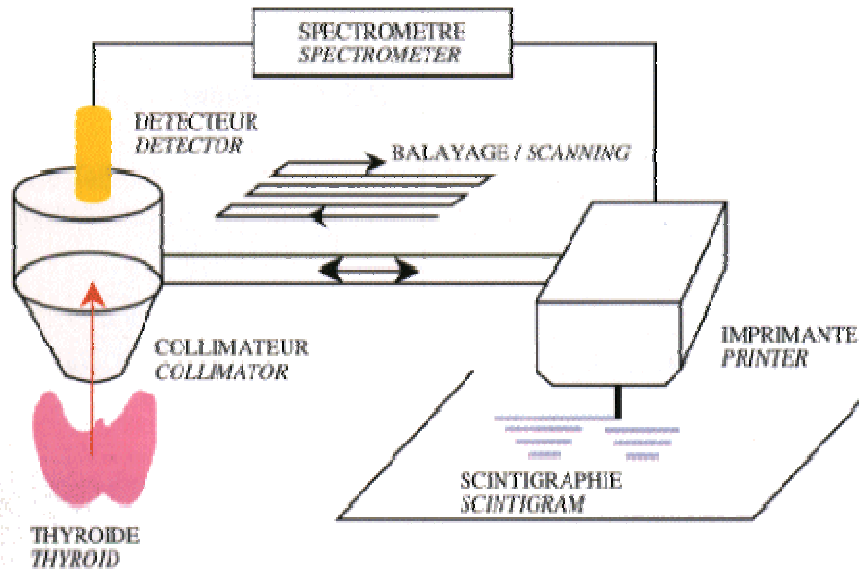 SPECTROMETRE
SPECTROMETER
DETECTEUR
DETECTOR
BALAYAGE / SCANNING
COLLIMATEUR
COLLIMATOR
IMPRIMANTE
PRINTER
SCINTIGRAPHIE
SCINTIGRAM
THYROIDE
THYROID